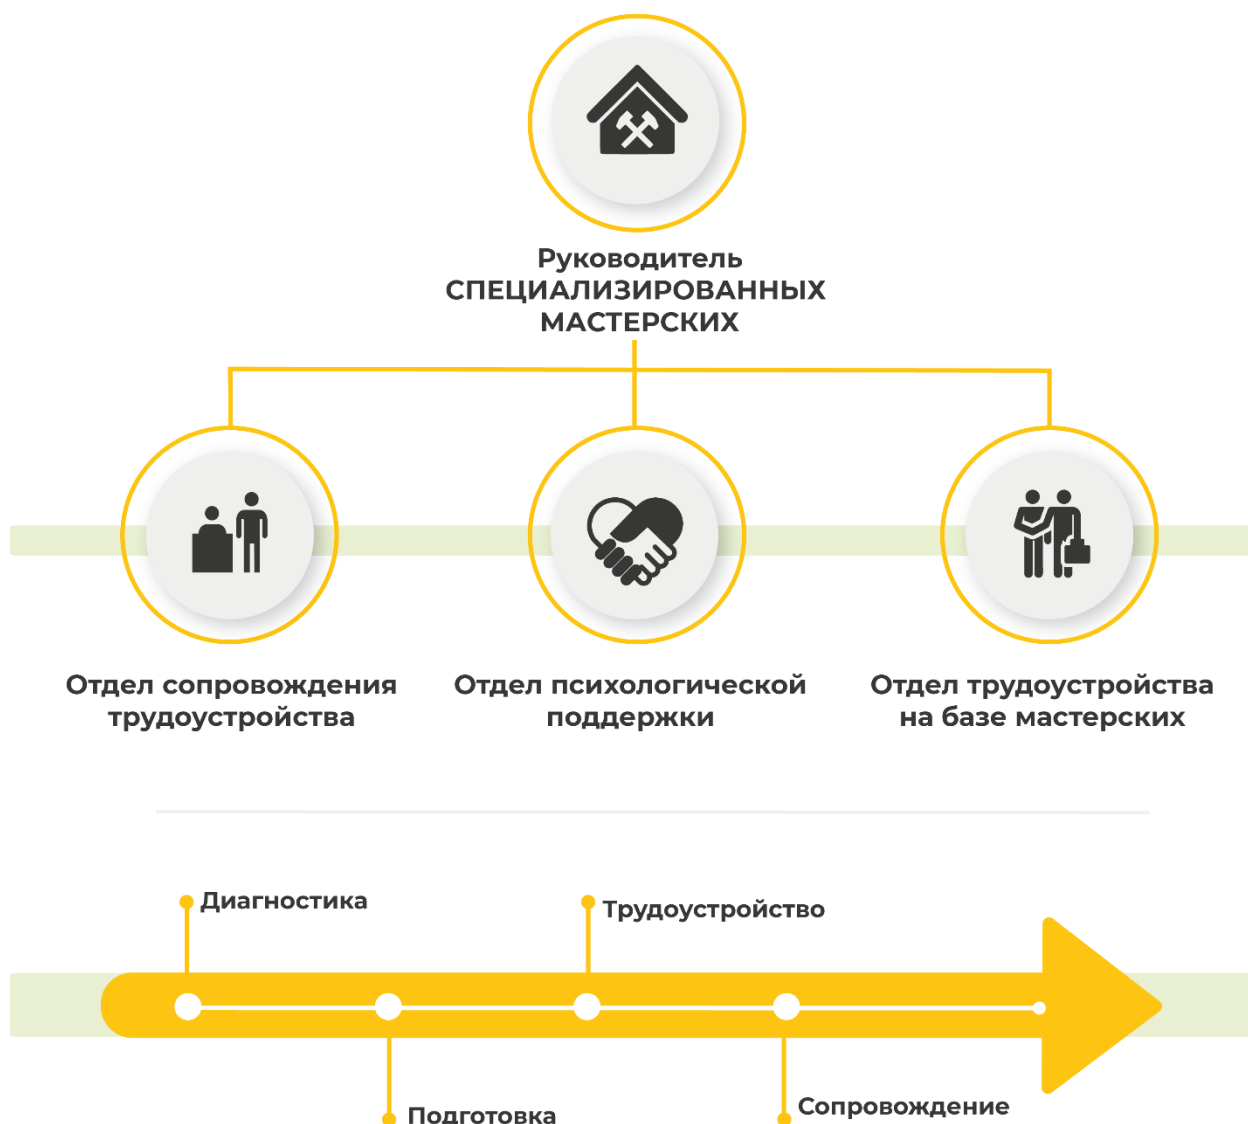 Руководитель
СПЕЦИАЛИЗИРОВАННЫХ
МАСТЕРСКИХ
Отдел сопровождения
трудоустройства
Отдел психологической
поддержки
Отдел трудоустройства
на базе мастерских
Диагностика
Трудоустройство
Подготовка
Сопровождение